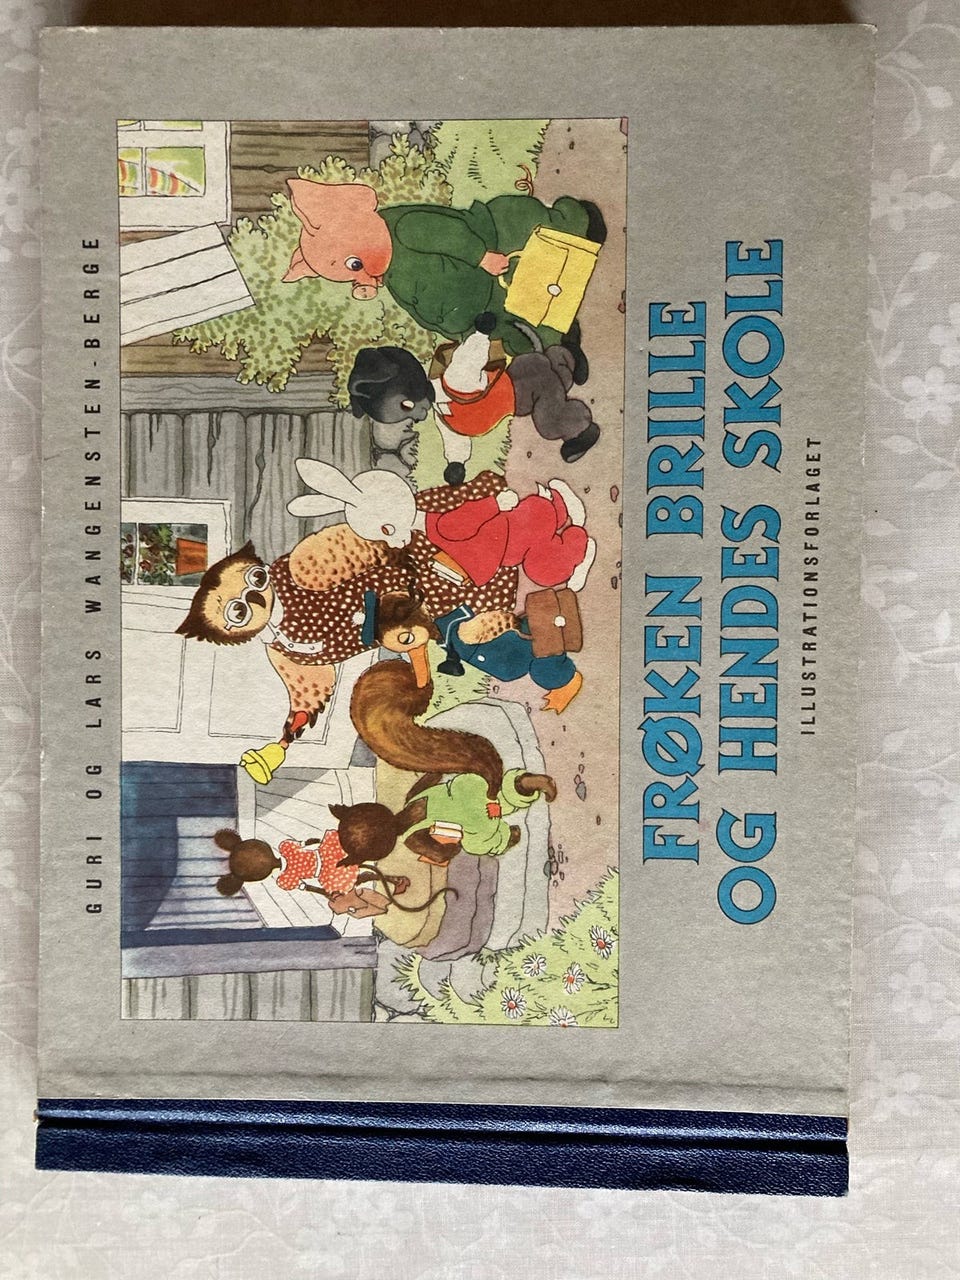 GURI OG LARS WANGENSTEN-BERGE
FRØKEN BRILLE
OG HENDES SKOLE
ILLUSTRATIONSFORLAGET